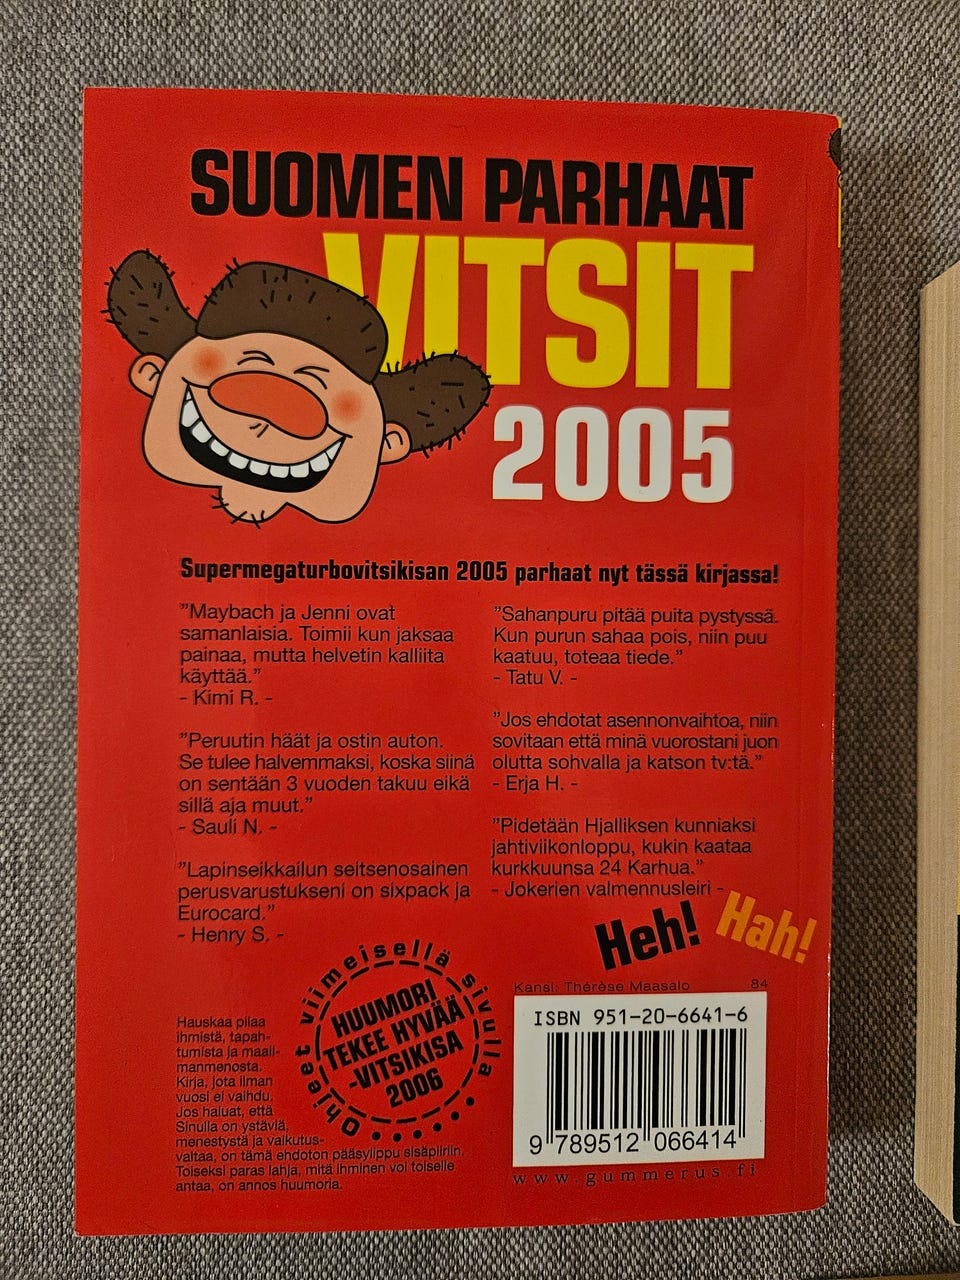 SUOMEN PARHAAT
VITSIT
2005
Supermegaturbovitsikisan 2005 parhaat nyt tässä kirjassa!
”Maybach ja Jenni ovat
samanlaisia. Toimii kun jaksaa
painaa, mutta helvetin kalliita
käyttää.”
- Kimi R. -
”Peruutin häät ja ostin auton.
Se tulee halvemmaksi, koska siinä
on sentään 3 vuoden takuu eikä
sillä aja muut.”
- Sauli N. -
”Lapinseikkailun seitsenosainen
perusvarustukseni on sixpack ja
Eurocard.”
- Henry S. -
”Sahanpuru pitää puita pystyssä.
Kun purun sahaa pois, niin puu
kaatuu, toteaa tiede.”
- Tatu V. -
”Jos ehdotat asennonvaihtoa, niin
sovitaan että minä vuorostani juon
olutta sohvalla ja katson tv:tä.”
- Erja H. -
”Pidetään Hjalliksen kunniaksi
jahtiviikonloppu, kukin kaataa
kurkkuunsa 24 Karhua.”
- Jokerien valmennusleiri -
Heh!
Hah!
Hauskaa pilaa
ihmistä, tapah-
tumista ja maail-
manmenosta.
Kirja, jota ilman
vuosi ei vaihdu.
Jos haluat, että
Sinulla on ystäviä,
menestystä ja vaikutus-
valtaa, on tämä ehdoton pääsylippu sisäpiiriin.
Toiseksi paras lahja, mitä ihminen voi toiselle
antaa, on annos huumoria.
Ohjeet viimeisellä sivulla
HUUMORI
TEKEE HYVÄÄ
-VITSIKISA
2006
Kansi: Thérèse Maasalo
84
ISBN 951-20-6641-6
9 789512 066414
www.gummerus.fi